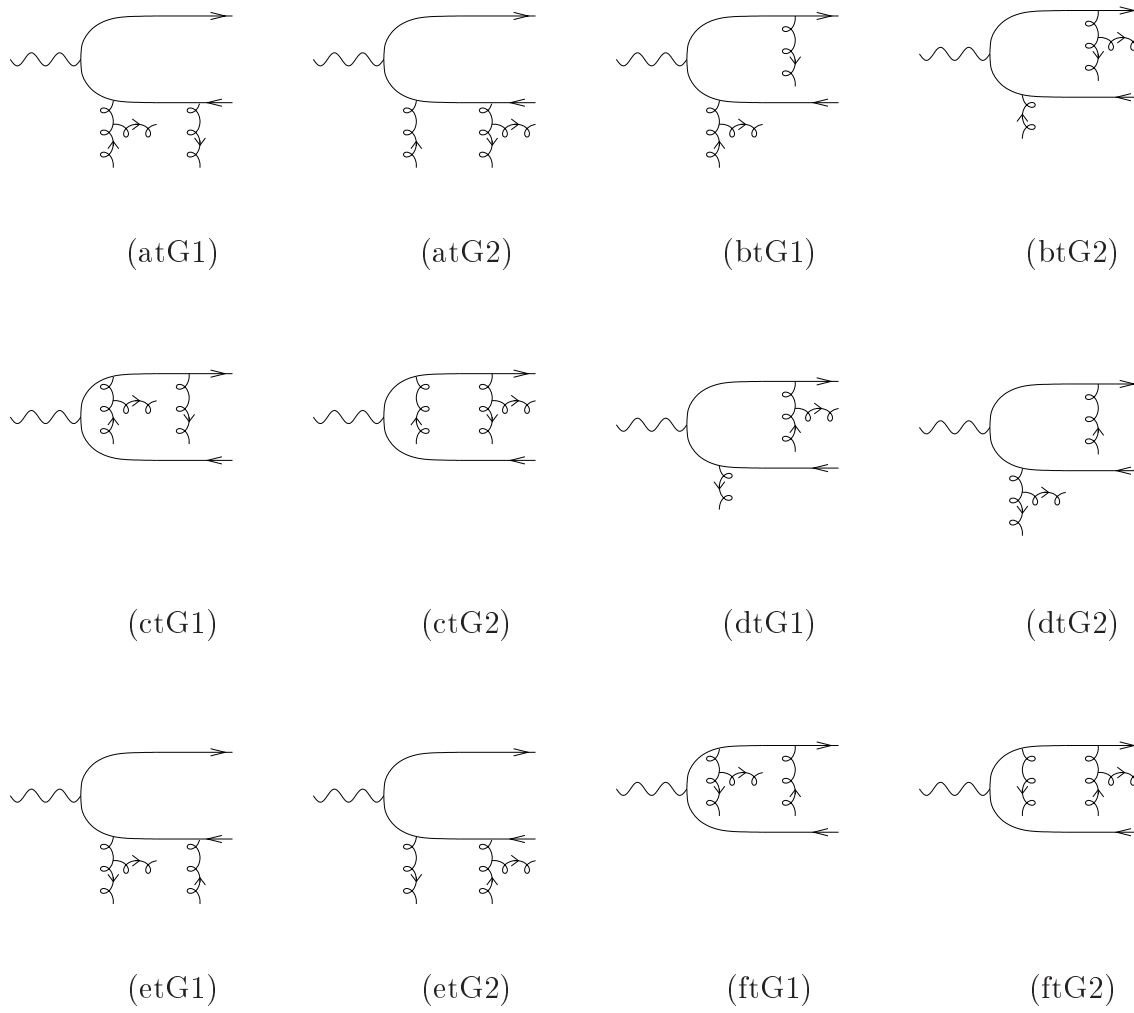 (atG1) (atG2) (btG1) (btG2)
(ctG1) (ctG2) (dtG1) (dtG2)
(etG1) (etG2) (ftG1) (ftG2)